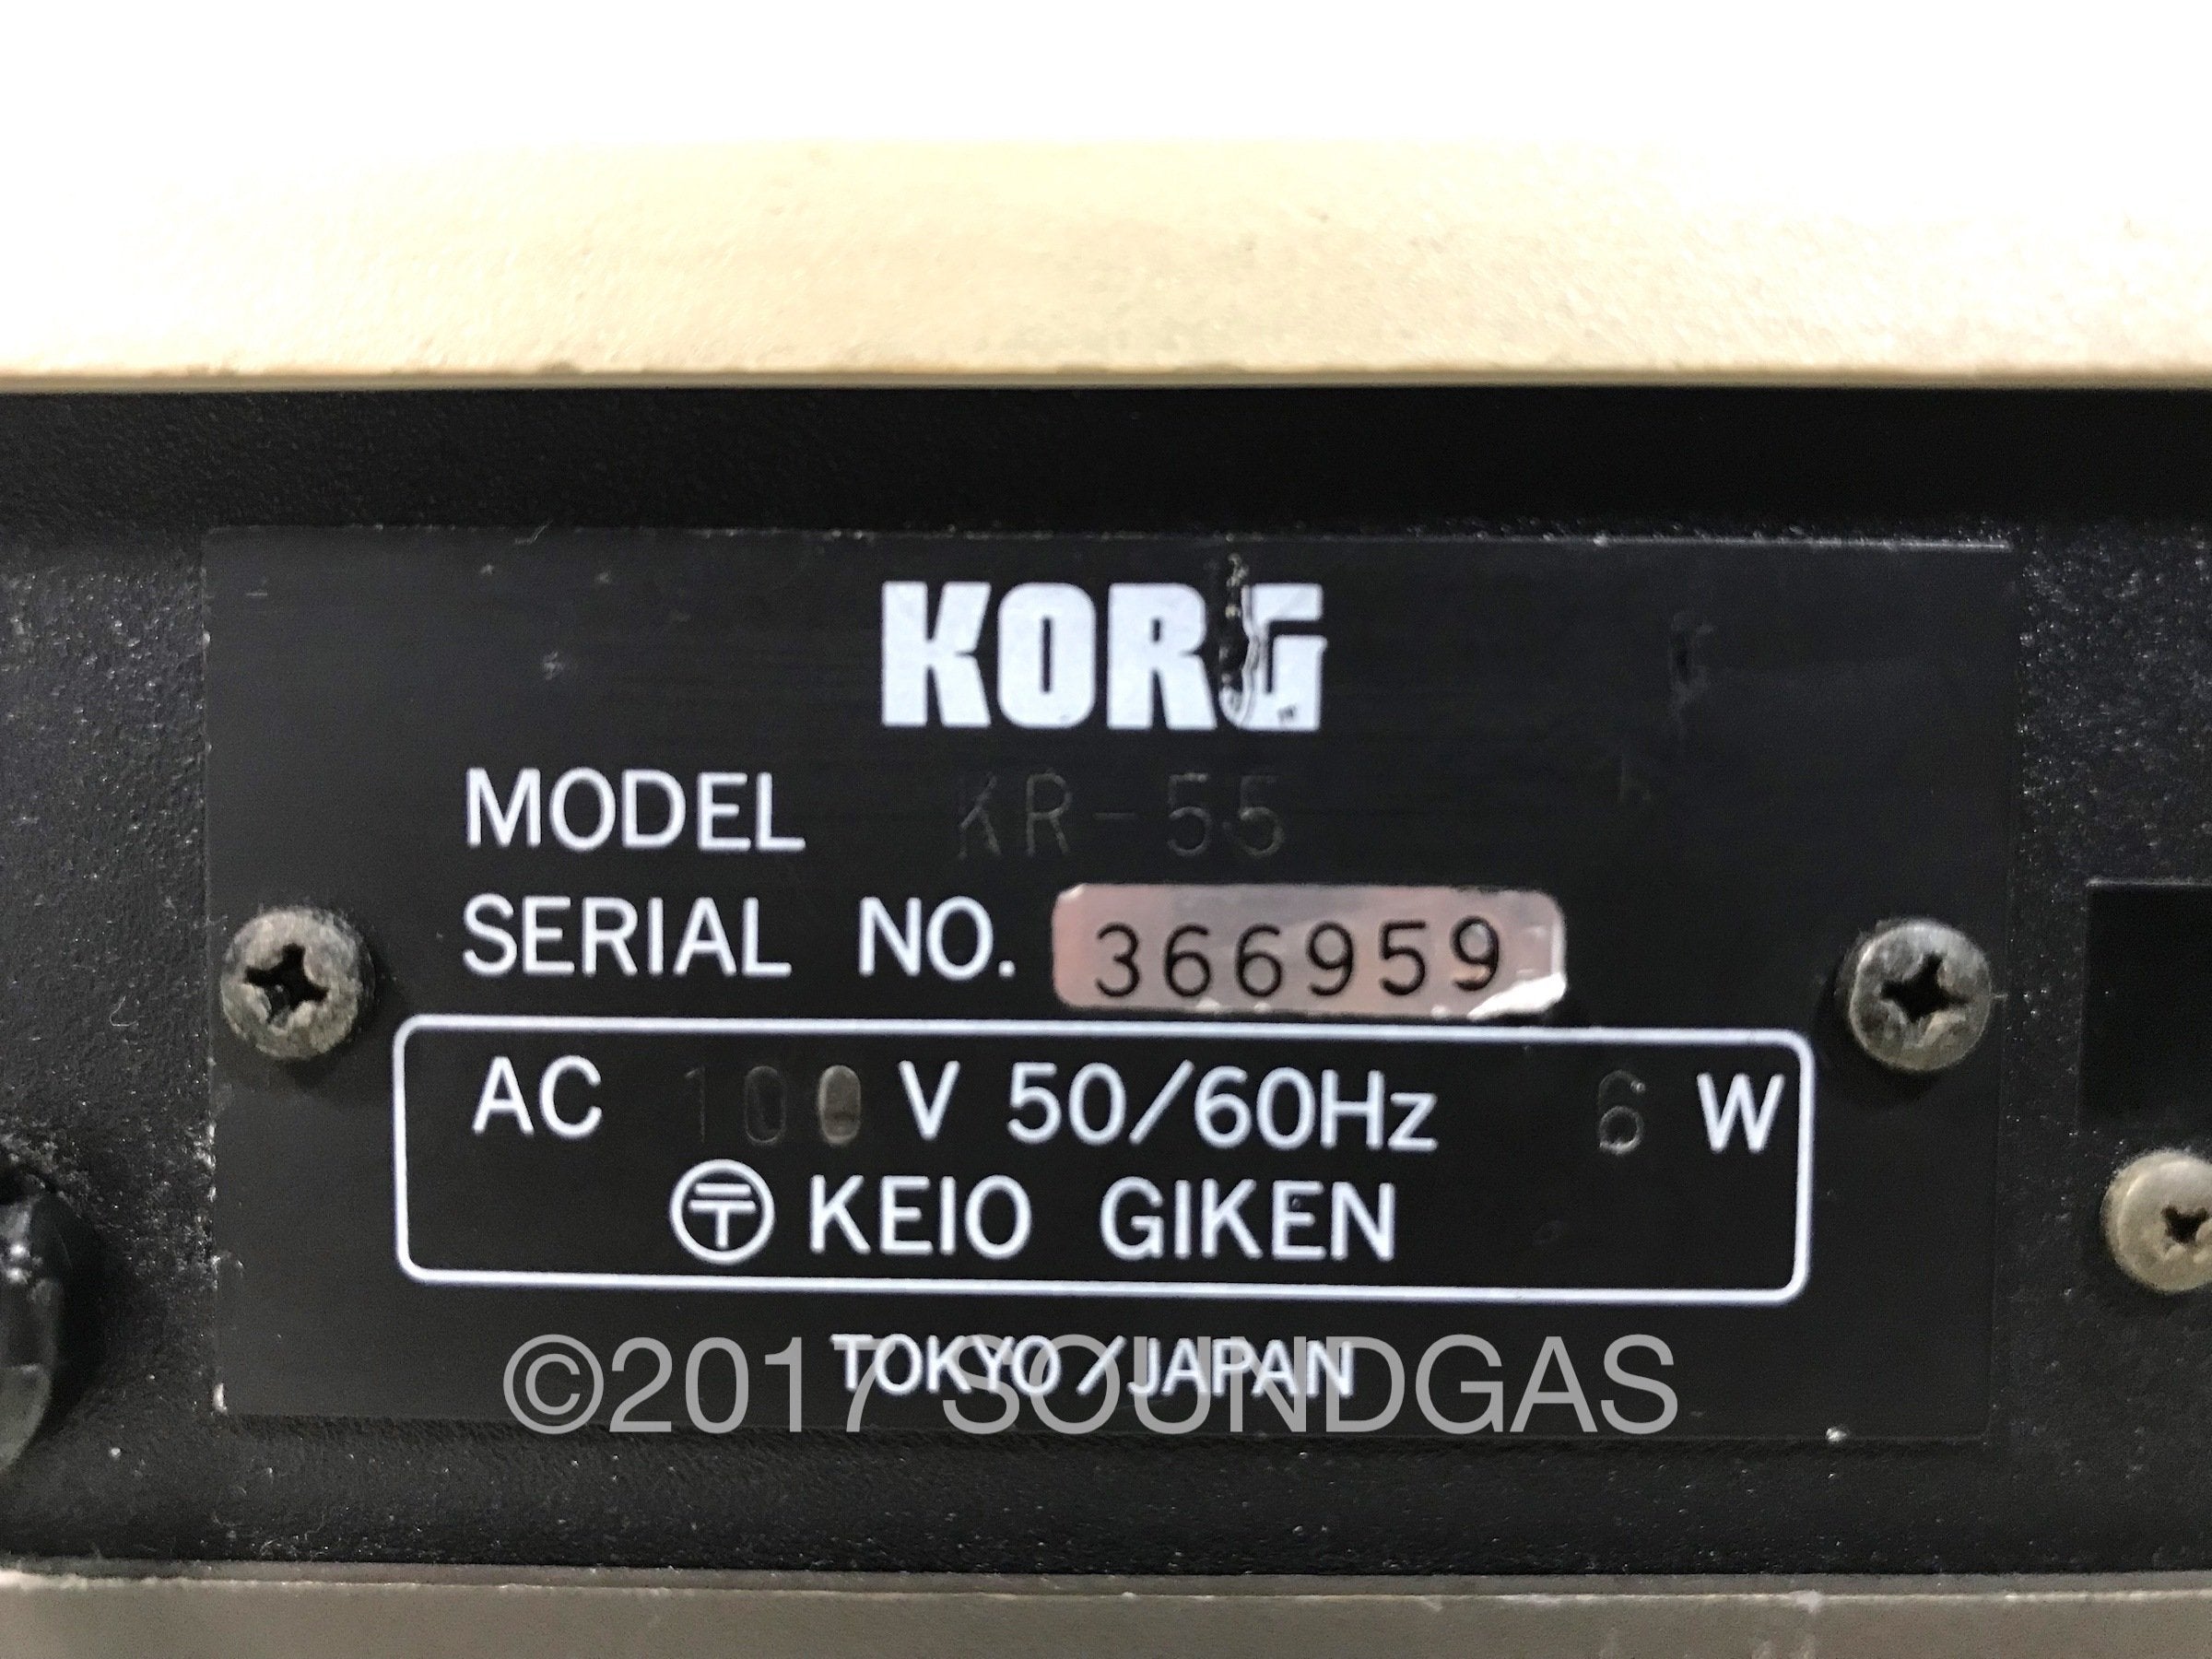 KORG
MODEL KR-55
SERIAL NO. 366959
AC 100 V 50/60Hz 6 W
〒 KEIO GIKEN
TOKYO/JAPAN
©2017 SOUNDGAS